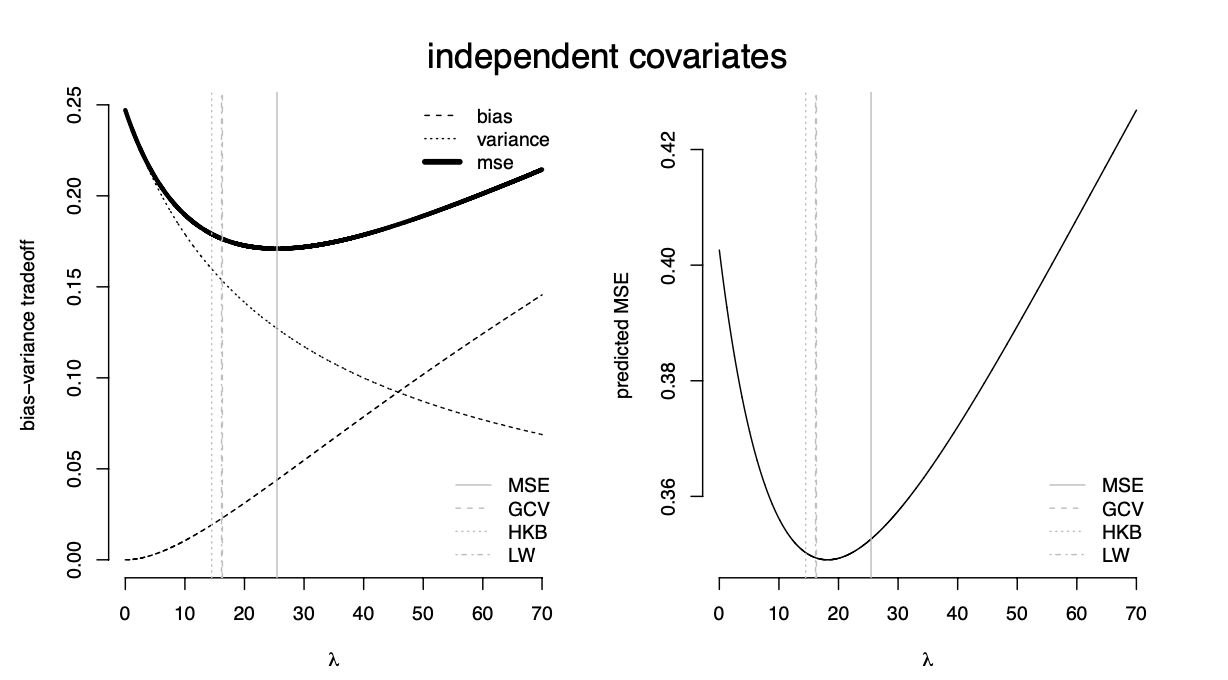 independent covariates
bias−variance tradeoff
0.25
0.20
0.15
0.10
0.05
0.00
bias
variance
mse
MSE
GCV
HKB
LW
0 10 20 30 40 50 60 70
λ
predicted MSE
0.42
0.40
0.38
0.36
MSE
GCV
HKB
LW
0 10 20 30 40 50 60 70
λ